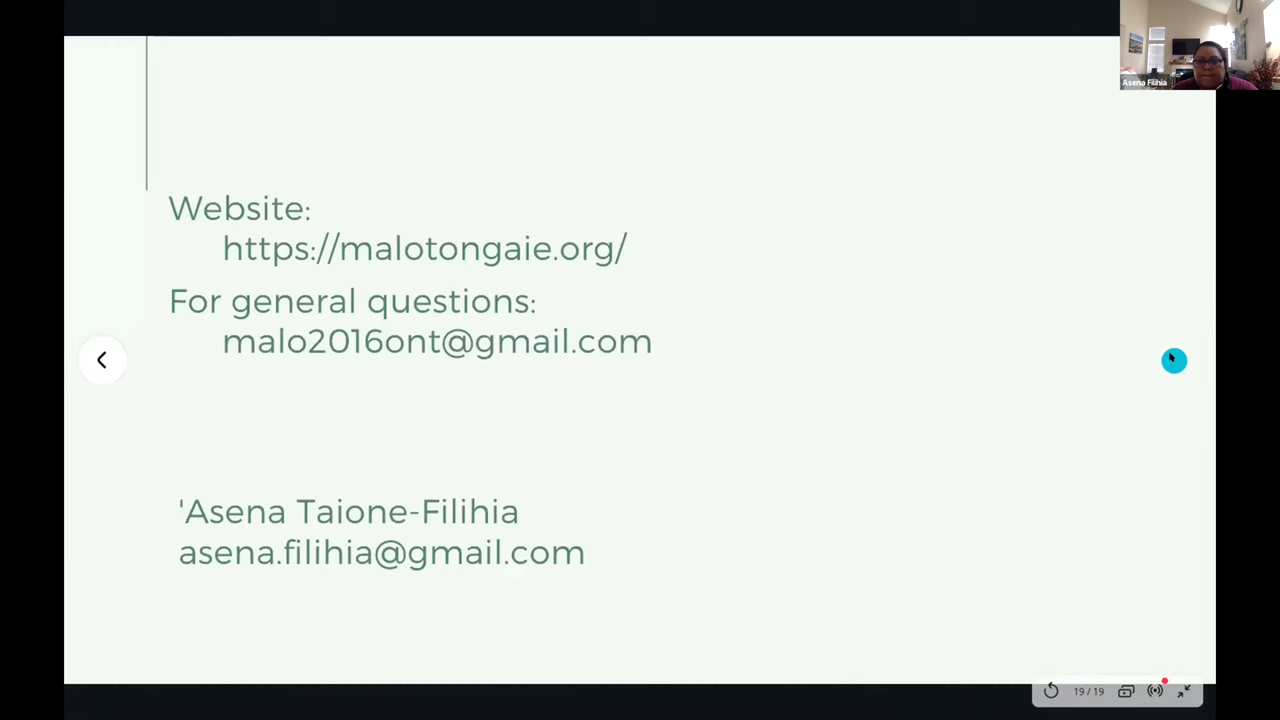 Asena Filihia
Website:
https://malotongaie.org/
For general questions:
malo2016ont@gmail.com
'Asena Taione-Filihia
asena.filihia@gmail.com
19 / 19